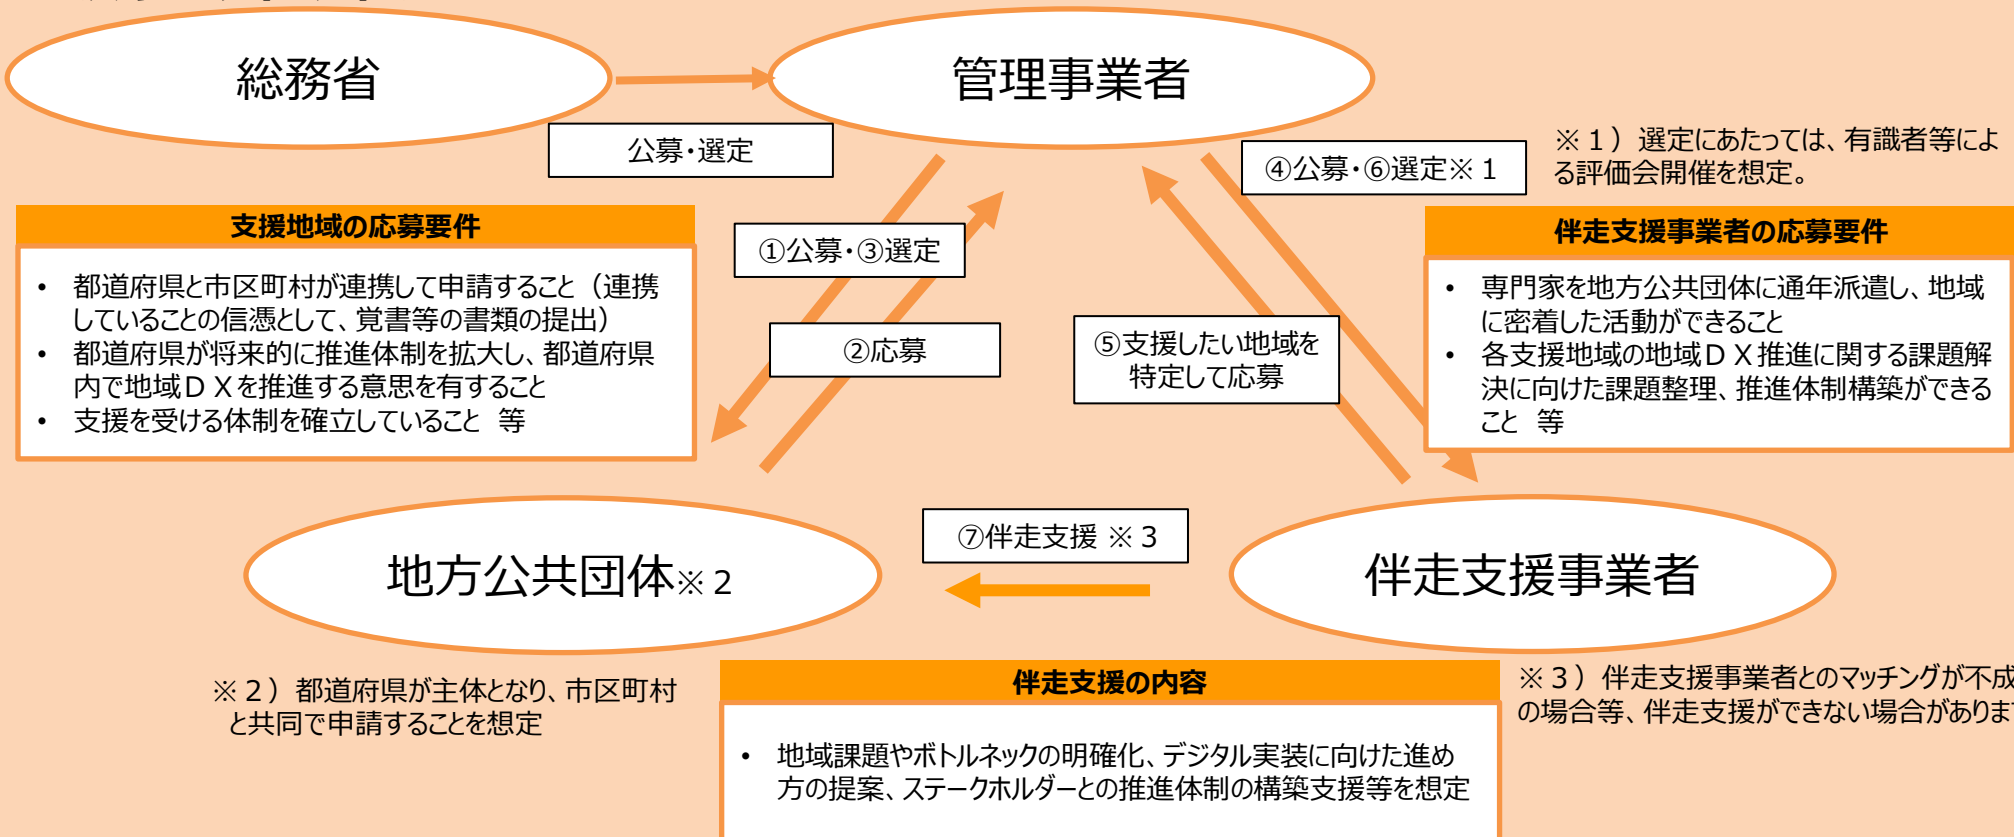 総務省
管理事業者
公募・選定
④公募・⑥選定※１
※１）選定にあたっては、有識者等によ
る評価会開催を想定。
支援地域の応募要件
• 都道府県と市区町村が連携して申請すること（連携
していることの信憑として、覚書等の書類の提出）
• 都道府県が将来的に推進体制を拡大し、都道府県
内で地域ＤＸを推進する意思を有すること
• 支援を受ける体制を確立していること 等
①公募・③選定
②応募
⑤支援したい地域を
特定して応募
伴走支援事業者の応募要件
• 専門家を地方公共団体に通年派遣し、地域
に密着した活動ができること
• 各支援地域の地域ＤＸ推進に関する課題解
決に向けた課題整理、推進体制構築ができる
こと 等
⑦伴走支援 ※３
地方公共団体※２
伴走支援事業者
※２）都道府県が主体となり、市区町村
と共同で申請することを想定
伴走支援の内容
• 地域課題やボトルネックの明確化、デジタル実装に向けた進め
方の提案、ステークホルダーとの推進体制の構築支援等を想定
※３）伴走支援事業者とのマッチングが不成
の場合等、伴走支援ができない場合がありま